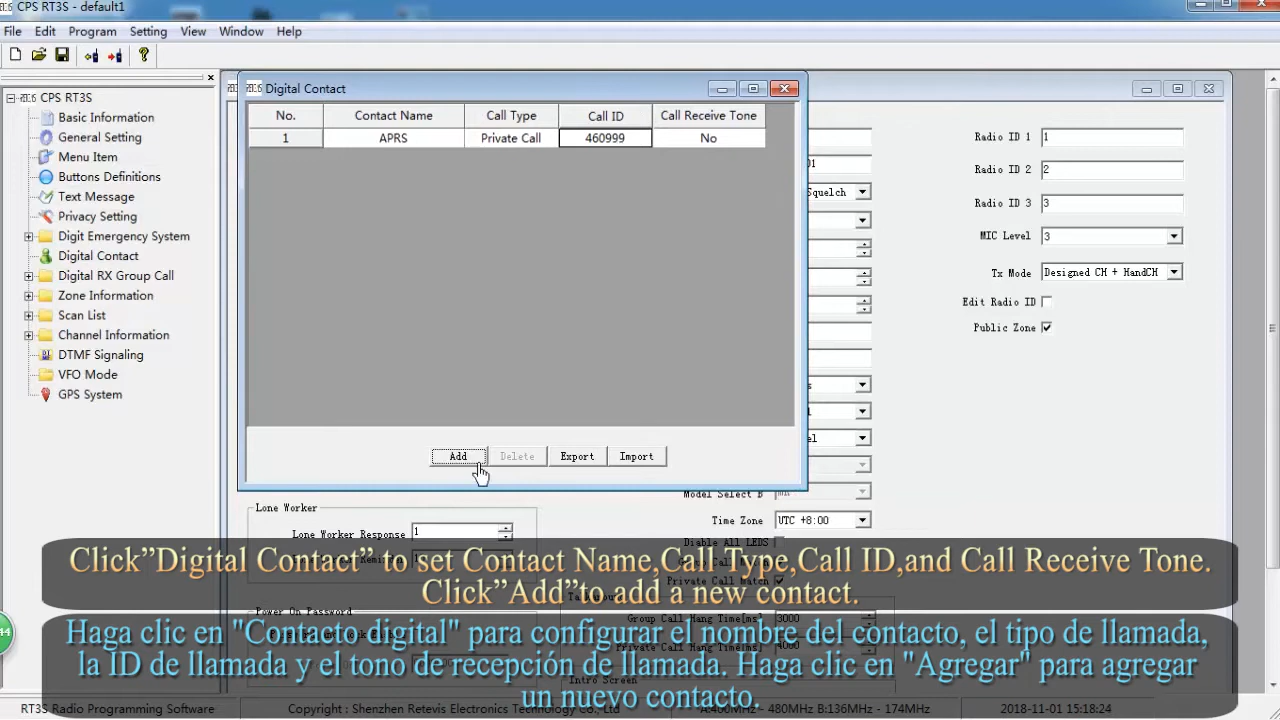 CPS RT3S - default1
File Edit Program Setting View Window Help
CPS RT3S
Basic Information
General Setting
Menu Item
Buttons Definitions
Text Message
Privacy Setting
Digit Emergency System
Digital Contact
Digital RX Group Call
Zone Information
Scan List
Channel Information
DTMF Signaling
VFO Mode
GPS System
Digital Contact
No. Contact Name Call Type Call ID Call Receive Tone
1 APRS Private Call 460999 No
Add Delete Export Import
Squelch
Radio ID 1 1
Radio ID 2 2
Radio ID 3 3
MIC Level 3
Tx Mode Designed CH + HandCH
Edit Radio ID
Public Zone
Model Select B
Time Zone UTC +8:00
Disable All LEDS
Lone Worker
Lone Worker Response 1
Power On Password
Private Call Match
Group Call Hang Time[ms] 3000
Private Call Hang Time[ms] 4000
Intro Screen
Click”Digital Contact” to set Contact Name,Call Type,Call ID,and Call Receive Tone.
Click”Add”to add a new contact.
Haga clic en "Contacto digital" para configurar el nombre del contacto, el tipo de llamada,
la ID de llamada y el tono de recepción de llamada. Haga clic en "Agregar" para agregar
un nuevo contacto.
RT3S Radio Programming Software Copyright : Shenzhen Retevis Electronics Technology Co.,Ltd A:400MHz - 480MHz B:136MHz - 174MHz 2018-11-01 15:18:24